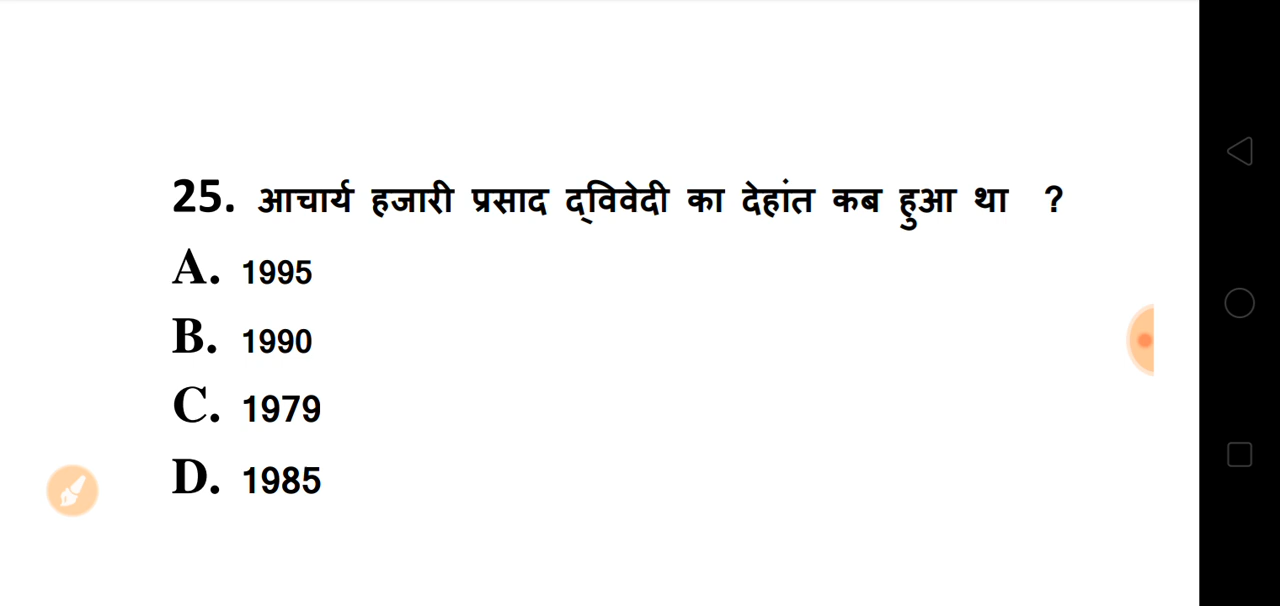 25. आचार्य हजारी प्रसाद द्विवेदी का देहांत कब हुआ था ?
A. 1995
B. 1990
C. 1979
D. 1985